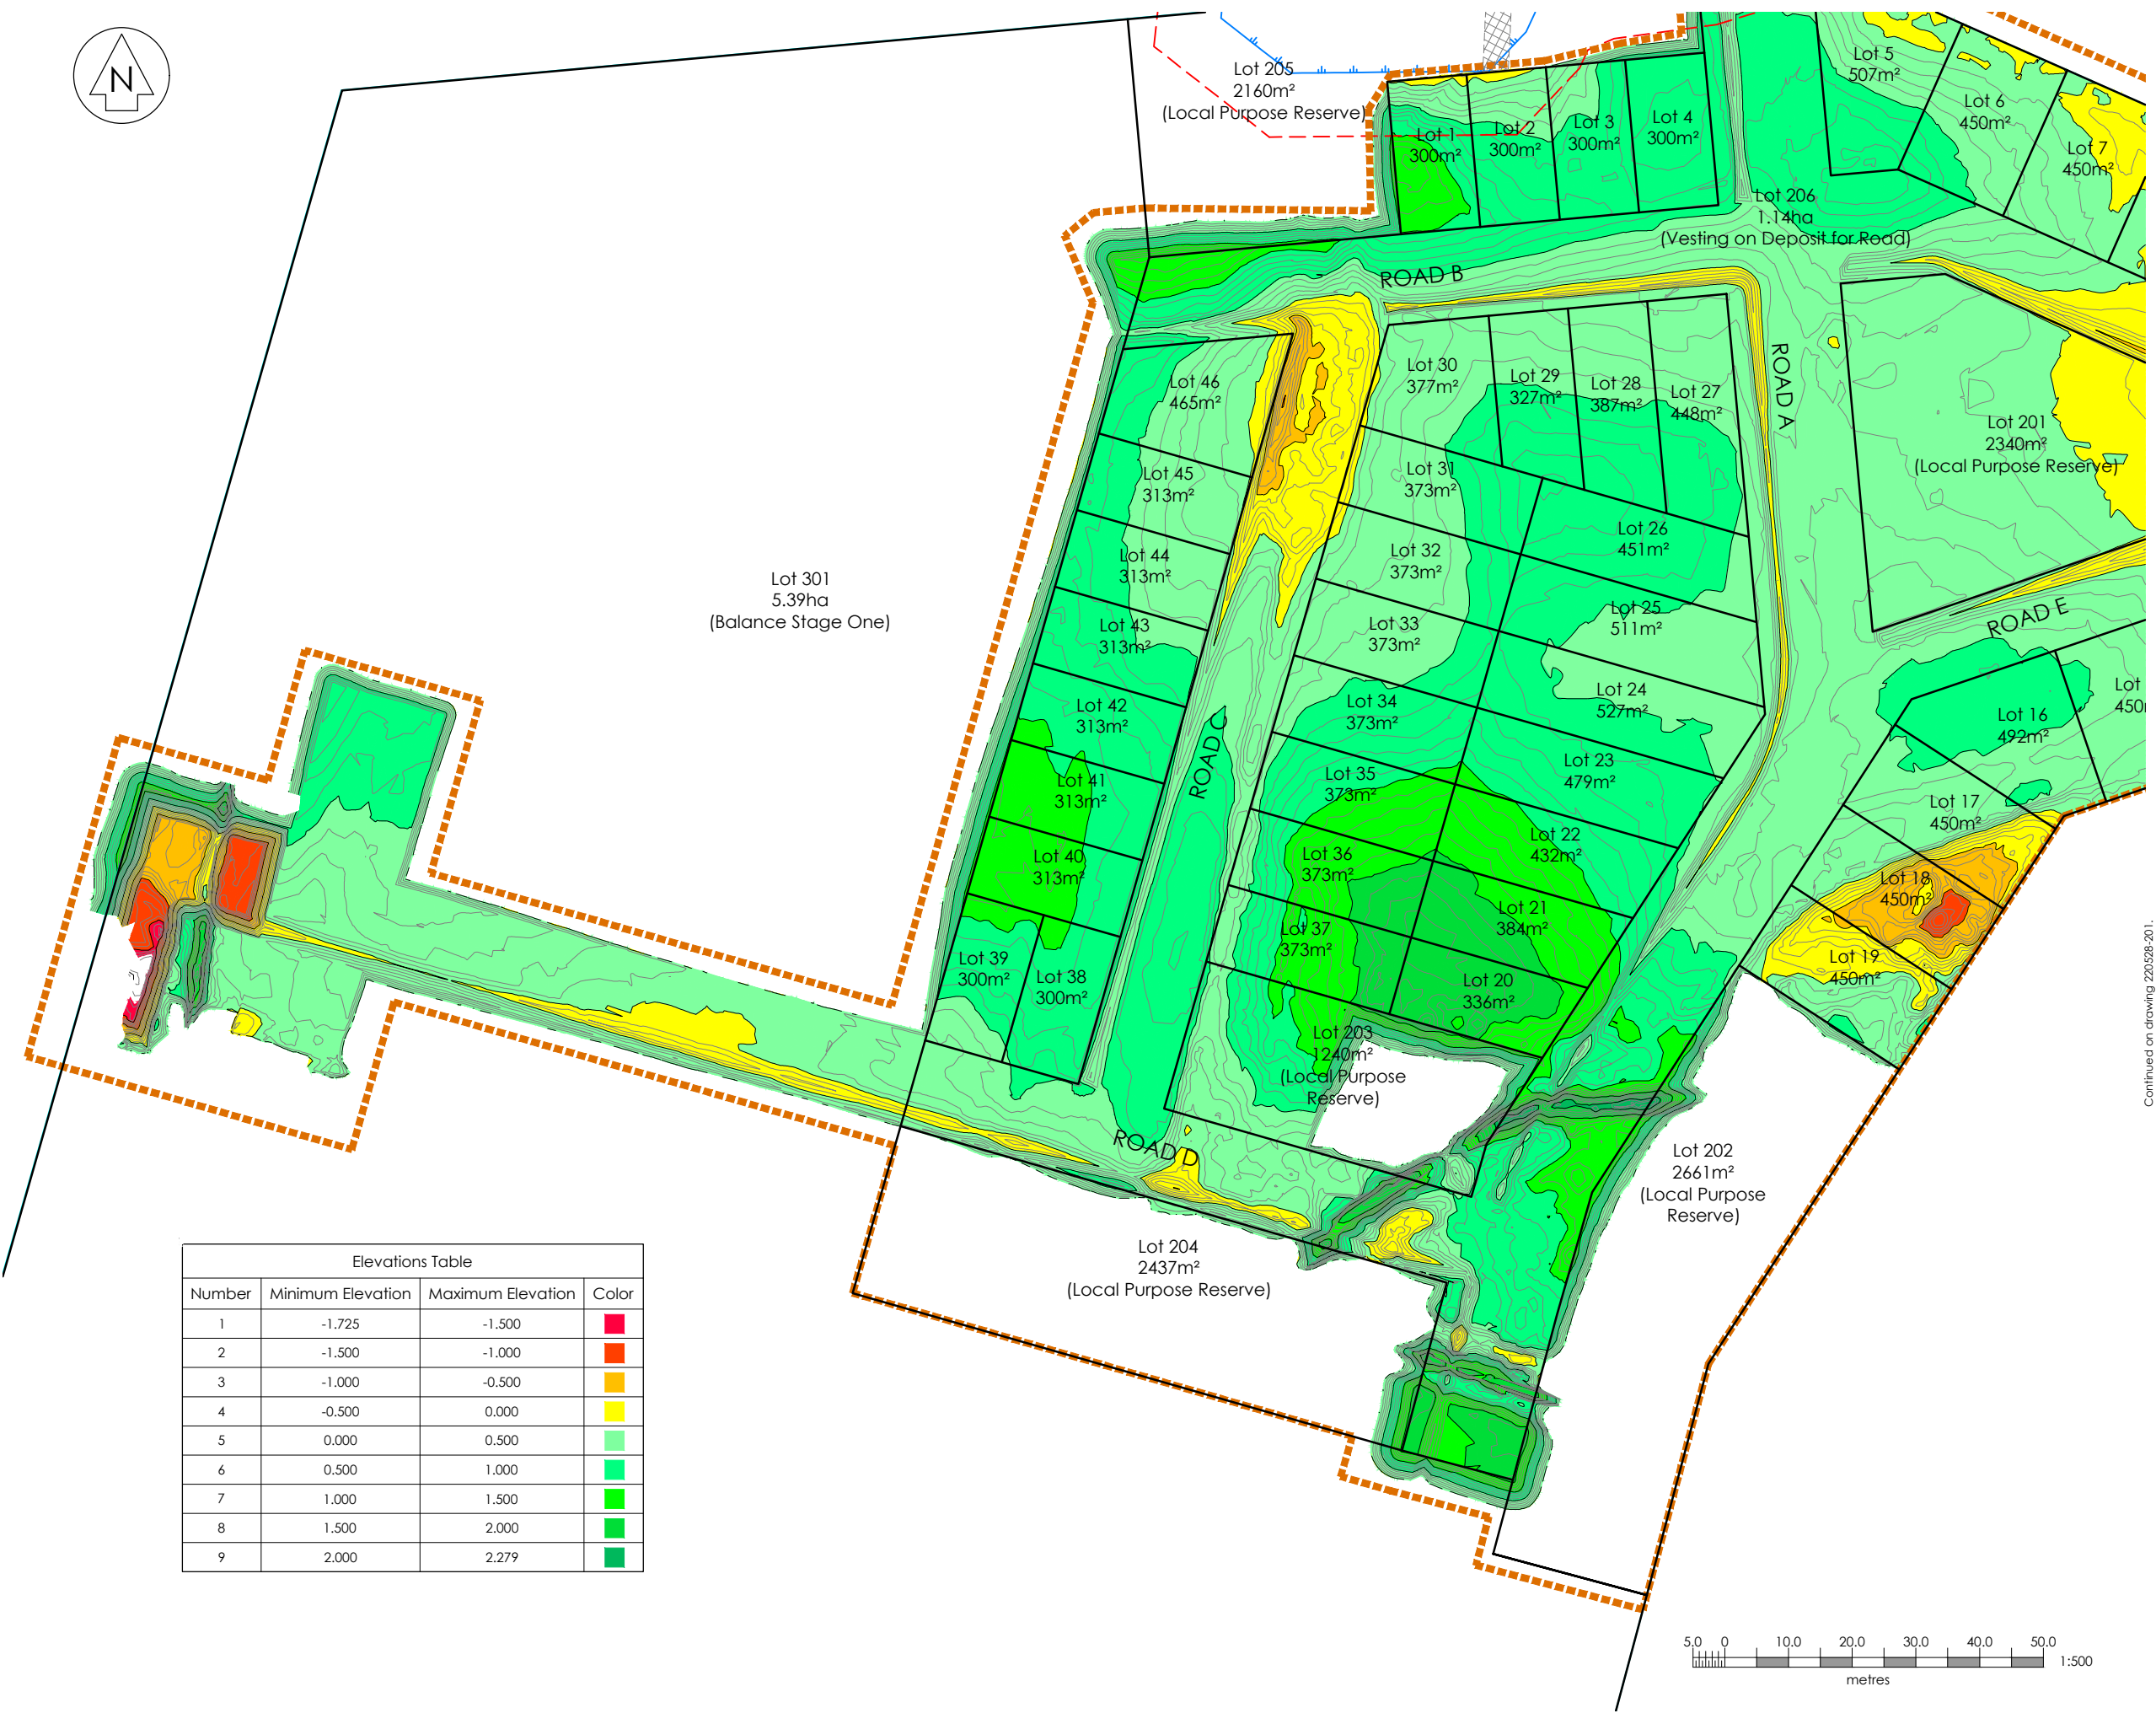 N
Lot 205
2160m²
(Local Purpose Reserve)
Lot 1
300m²
Lot 2
300m²
Lot 3
300m²
Lot 4
300m²
Lot 5
507m²
Lot 6
450m²
Lot 7
450m²
Lot 206
1.14ha
(Vesting on Deposit for Road)
ROAD B
ROAD A
Lot 46
465m²
Lot 30
377m²
Lot 29
327m²
Lot 28
387m²
Lot 27
448m²
Lot 201
2340m²
(Local Purpose Reserve)
Lot 45
313m²
Lot 31
373m²
Lot 26
451m²
Lot 44
313m²
Lot 32
373m²
Lot 301
5.39ha
(Balance Stage One)
Lot 43
313m²
Lot 33
373m²
Lot 25
511m²
ROAD E
Lot 42
313m²
Lot 34
373m²
Lot 24
527m²
Lot 16
492m²
Lot
450
ROAD C
Lot 41
313m²
Lot 35
373m²
Lot 23
479m²
Lot 17
450m²
Lot 40
313m²
Lot 36
373m²
Lot 22
432m²
Lot 18
450m²
Lot 39
300m²
Lot 38
300m²
Lot 37
373m²
Lot 21
384m²
Lot 20
336m²
Lot 19
450m²
Lot 203
1240m²
(Local Purpose
Reserve)
ROAD D
Lot 202
2661m²
(Local Purpose
Reserve)
Lot 204
2437m²
(Local Purpose Reserve)
Continued on drawing 220528-201.
Elevations Table
Number Minimum Elevation Maximum Elevation Color
1 -1.725 -1.500
2 -1.500 -1.000
3 -1.000 -0.500
4 -0.500 0.000
5 0.000 0.500
6 0.500 1.000
7 1.000 1.500
8 1.500 2.000
9 2.000 2.279
5.0 0 10.0 20.0 30.0 40.0 50.0
1:500
metres